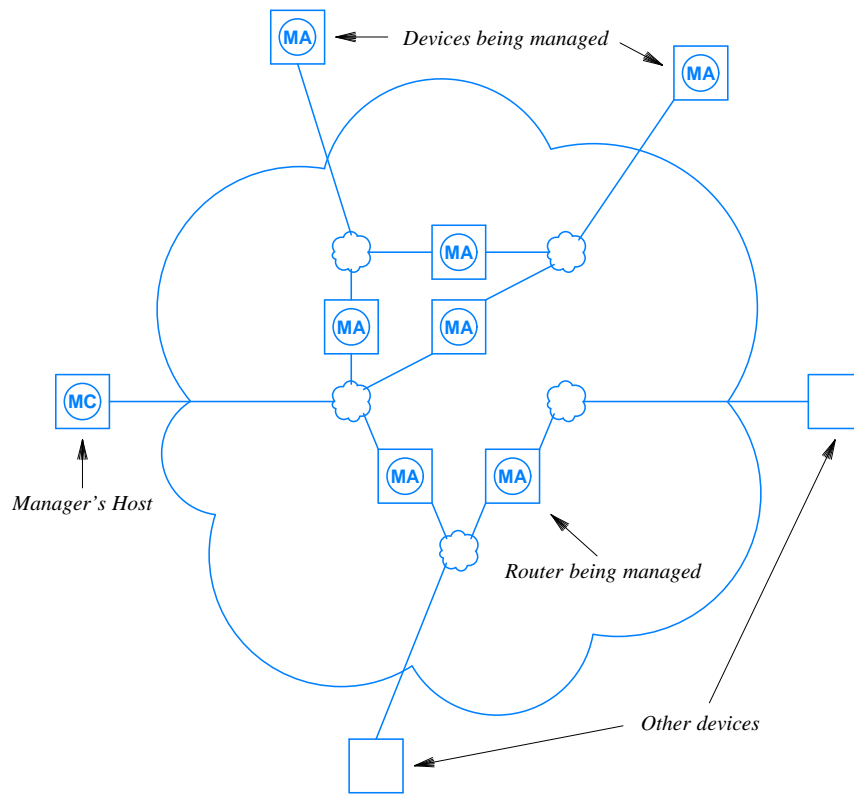 MA
Devices being managed
MA
MA
MA
MA
MC
Manager's Host
MA
MA
Router being managed
Other devices